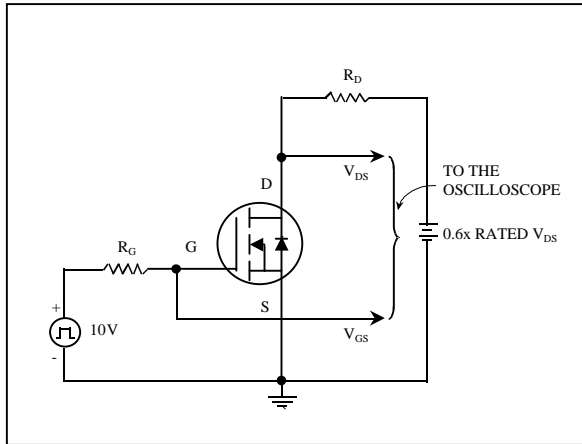 R_D
D
V_DS
TO THE
OSCILLOSCOPE
0.6x RATED V_DS
R_G
G
S
+
10V
-
V_GS